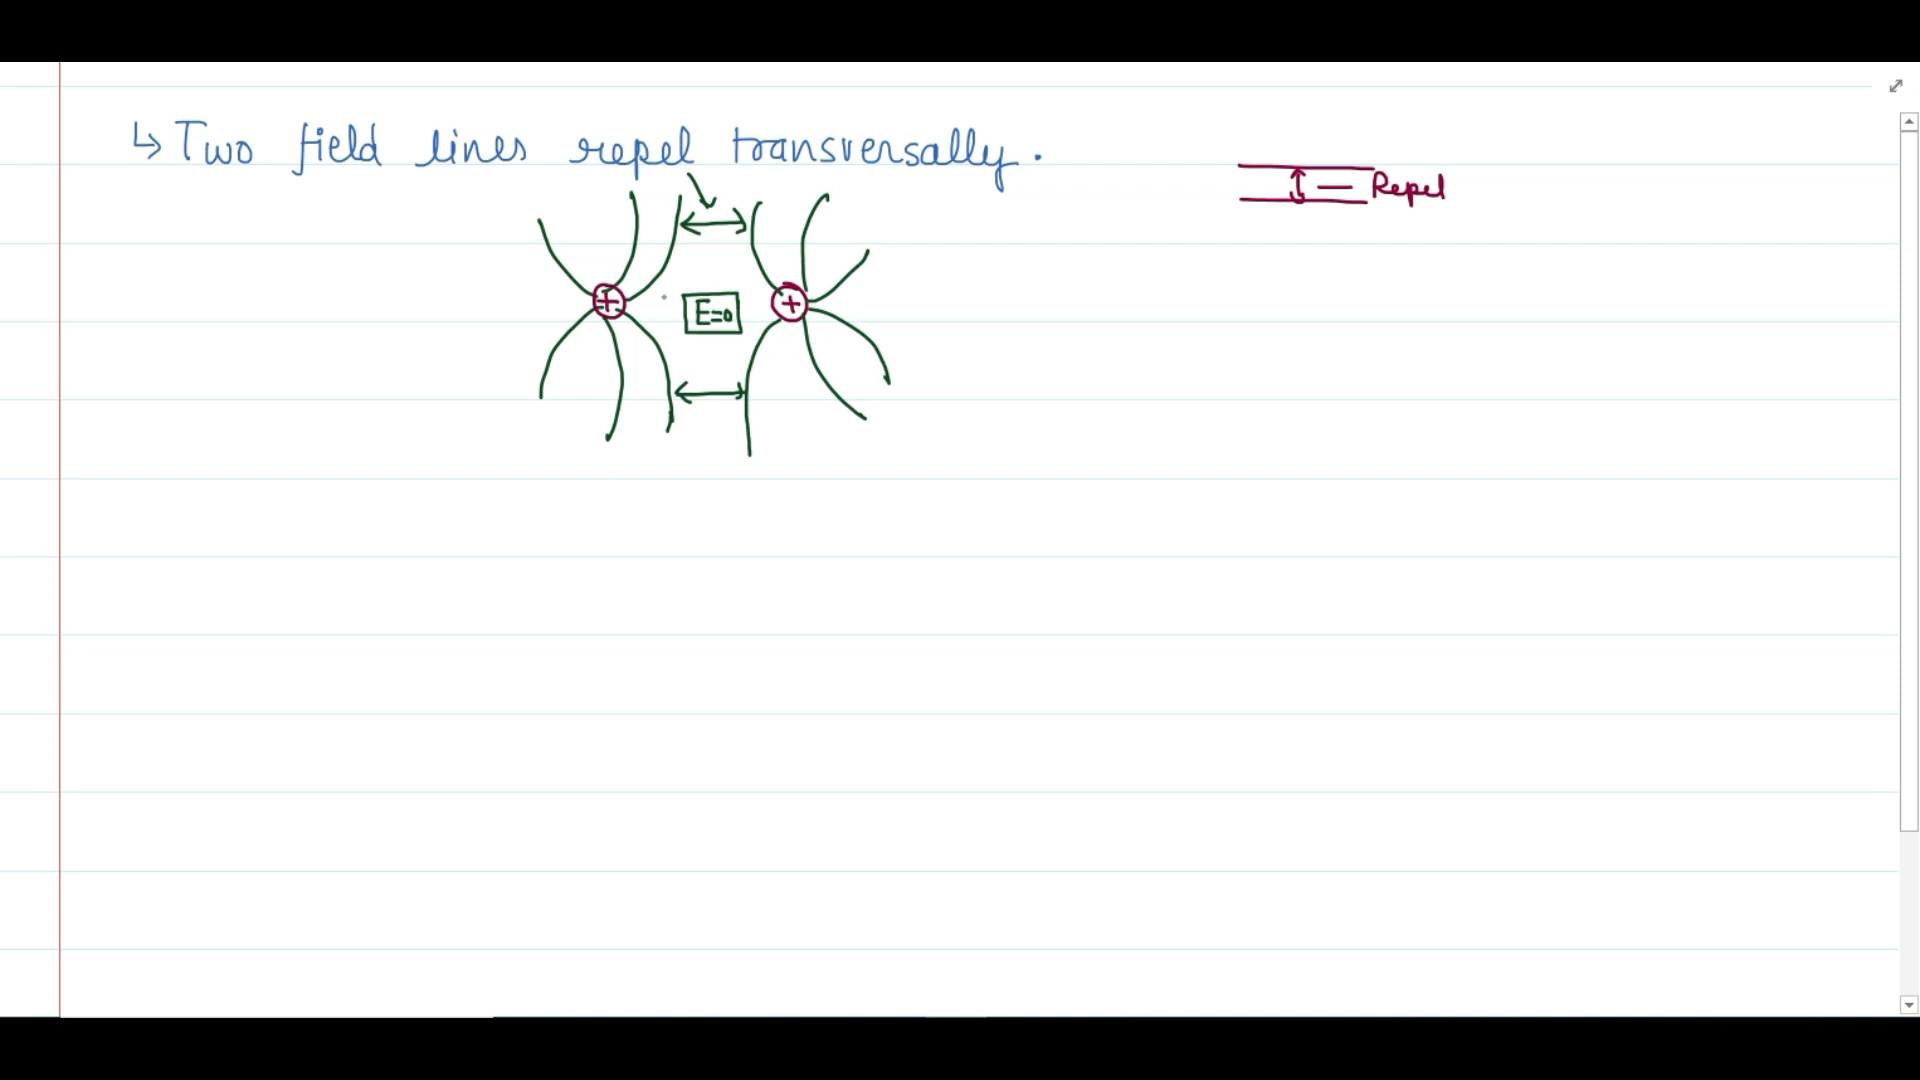 ↳ Two field lines repel transversally.
Repel
+ E=0 +